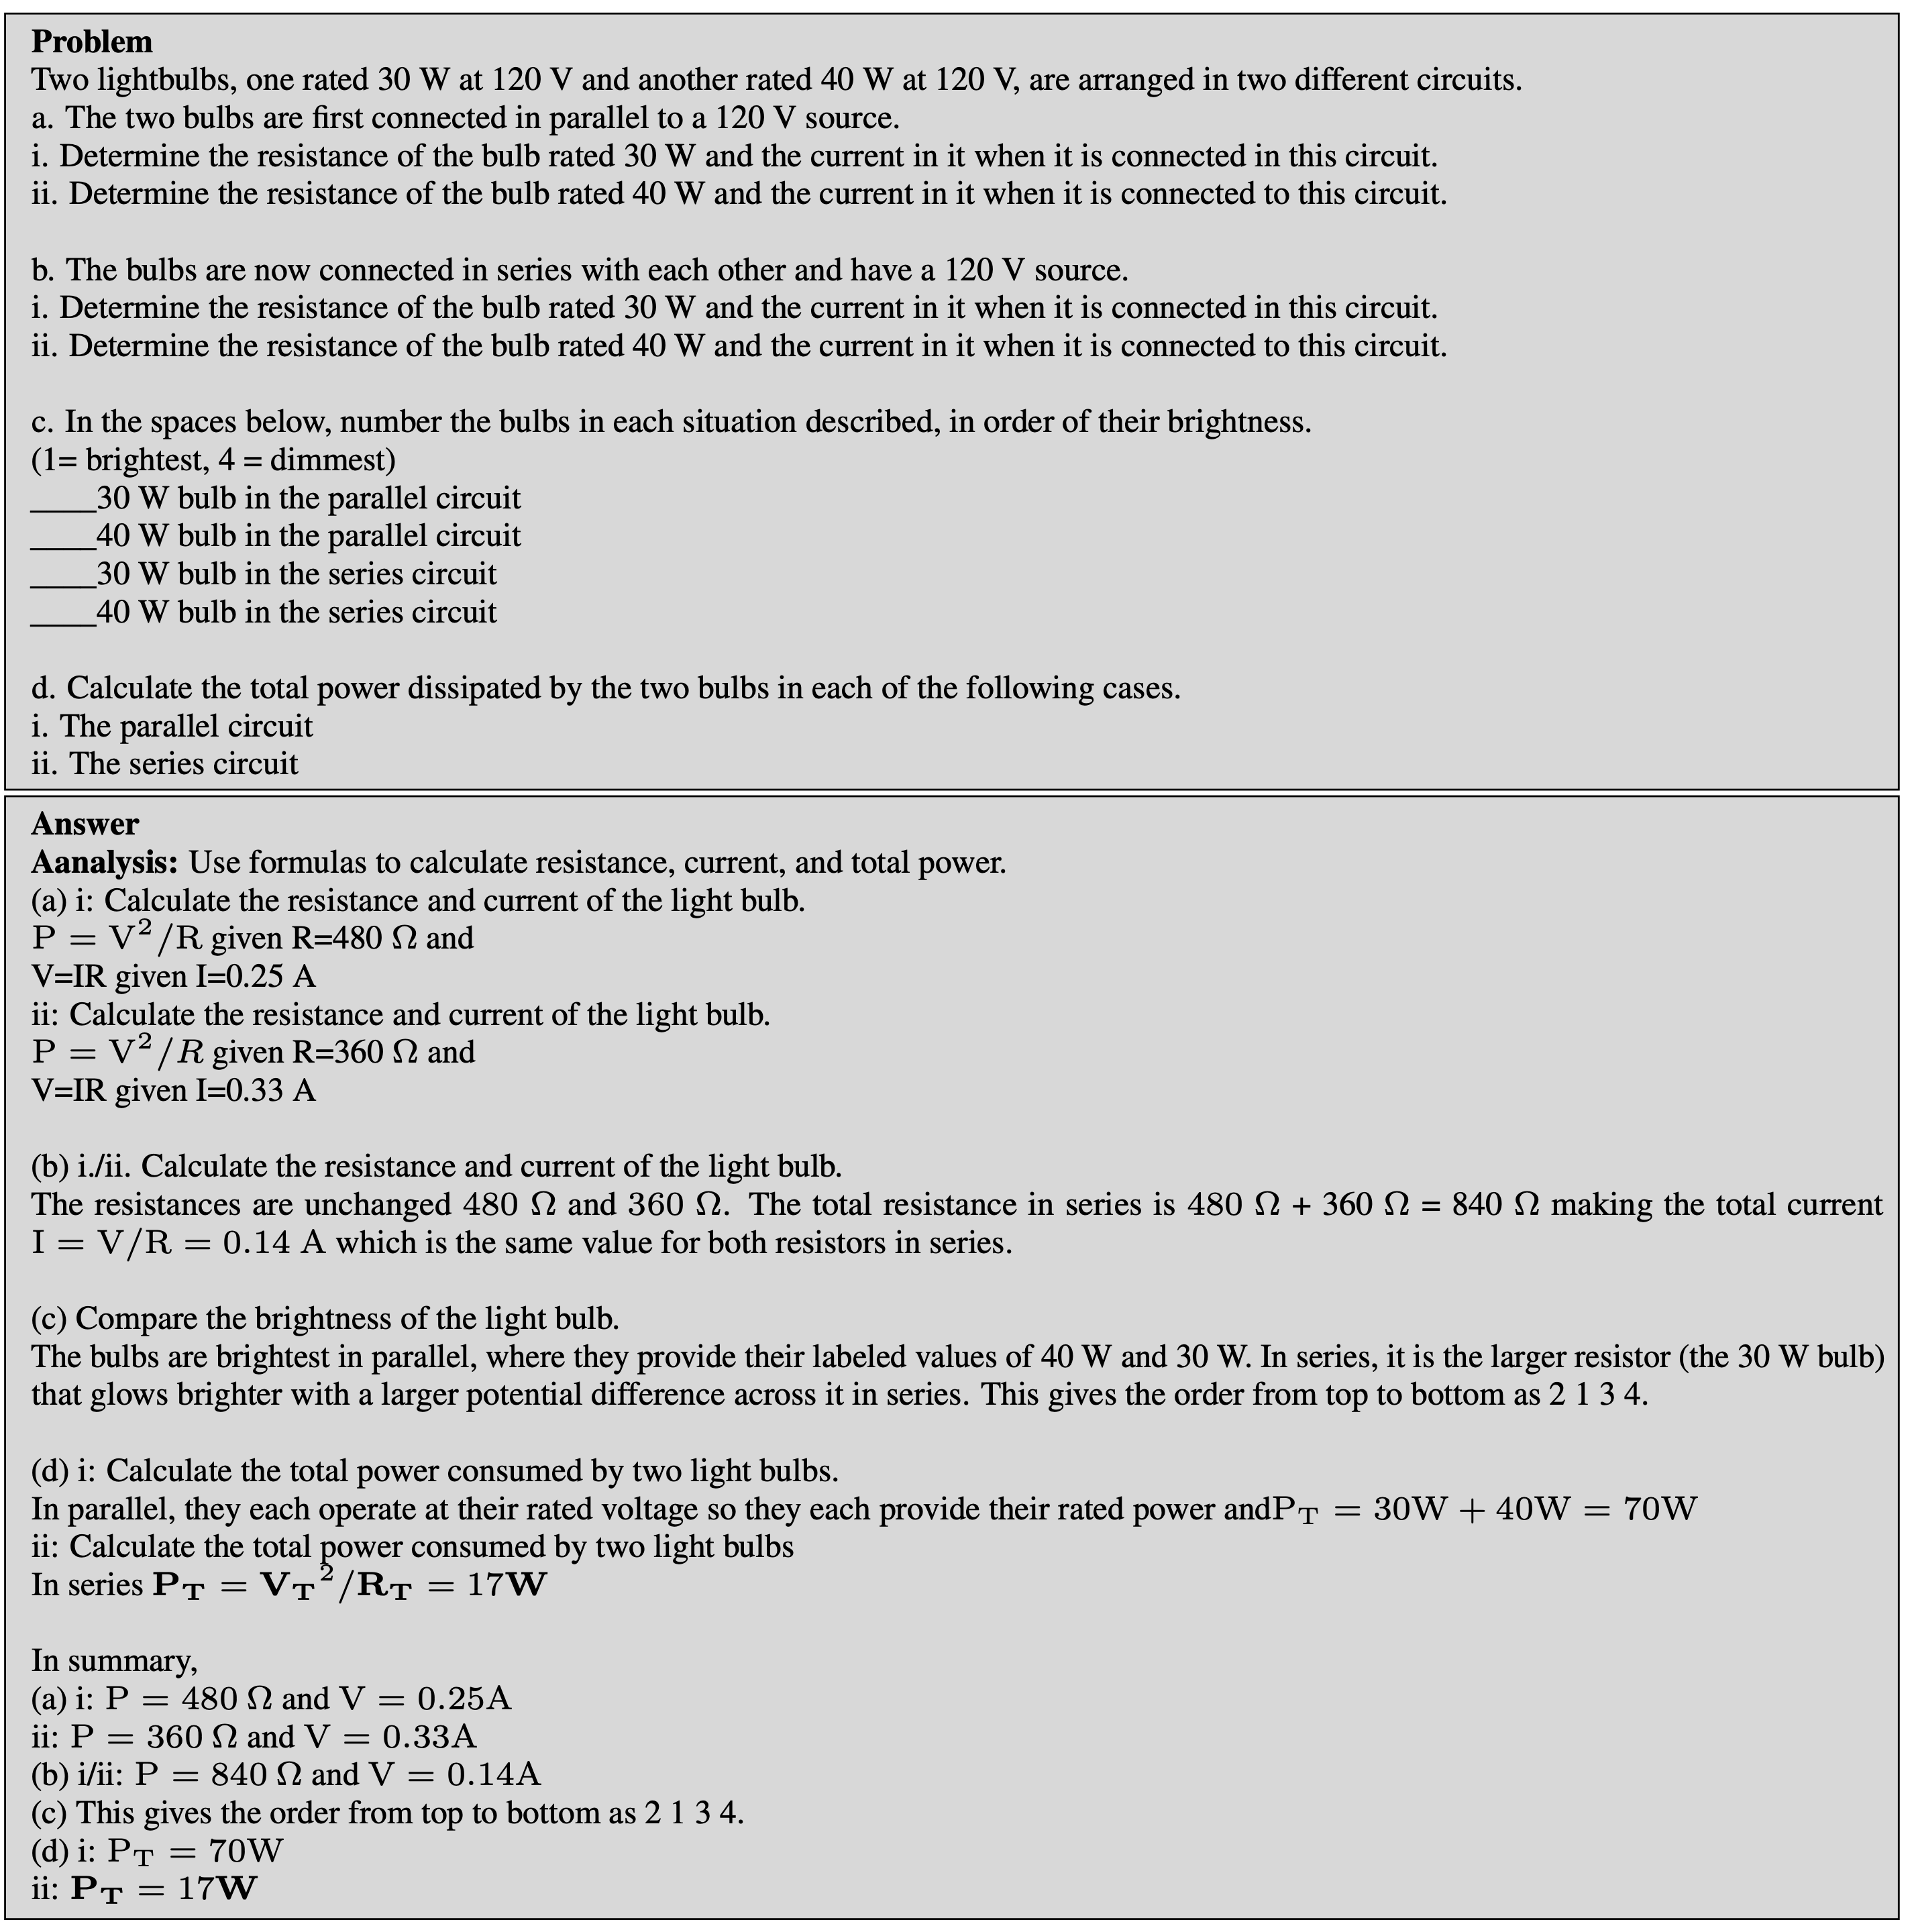 Problem
Two lightbulbs, one rated 30 W at 120 V and another rated 40 W at 120 V, are arranged in two different circuits.
a. The two bulbs are first connected in parallel to a 120 V source.
i. Determine the resistance of the bulb rated 30 W and the current in it when it is connected in this circuit.
ii. Determine the resistance of the bulb rated 40 W and the current in it when it is connected to this circuit.
b. The bulbs are now connected in series with each other and have a 120 V source.
i. Determine the resistance of the bulb rated 30 W and the current in it when it is connected in this circuit.
ii. Determine the resistance of the bulb rated 40 W and the current in it when it is connected to this circuit.
c. In the spaces below, number the bulbs in each situation described, in order of their brightness.
(1= brightest, 4 = dimmest)
____30 W bulb in the parallel circuit
____40 W bulb in the parallel circuit
____30 W bulb in the series circuit
____40 W bulb in the series circuit
d. Calculate the total power dissipated by the two bulbs in each of the following cases.
i. The parallel circuit
ii. The series circuit
Answer
Aanalysis: Use formulas to calculate resistance, current, and total power.
(a) i: Calculate the resistance and current of the light bulb.
P = V²/R given R=480 Ω and
V=IR given I=0.25 A
ii: Calculate the resistance and current of the light bulb.
P = V²/R given R=360 Ω and
V=IR given I=0.33 A
(b) i./ii. Calculate the resistance and current of the light bulb.
The resistances are unchanged 480 Ω and 360 Ω. The total resistance in series is 480 Ω + 360 Ω = 840 Ω making the total current
I = V/R = 0.14 A which is the same value for both resistors in series.
(c) Compare the brightness of the light bulb.
The bulbs are brightest in parallel, where they provide their labeled values of 40 W and 30 W. In series, it is the larger resistor (the 30 W bulb)
that glows brighter with a larger potential difference across it in series. This gives the order from top to bottom as 2 1 3 4.
(d) i: Calculate the total power consumed by two light bulbs.
In parallel, they each operate at their rated voltage so they each provide their rated power andP_T = 30W + 40W = 70W
ii: Calculate the total power consumed by two light bulbs
In series P_T = V_T²/R_T = 17W
In summary,
(a) i: P = 480 Ω and V = 0.25A
ii: P = 360 Ω and V = 0.33A
(b) i/ii: P = 840 Ω and V = 0.14A
(c) This gives the order from top to bottom as 2 1 3 4.
(d) i: P_T = 70W
ii: P_T = 17W